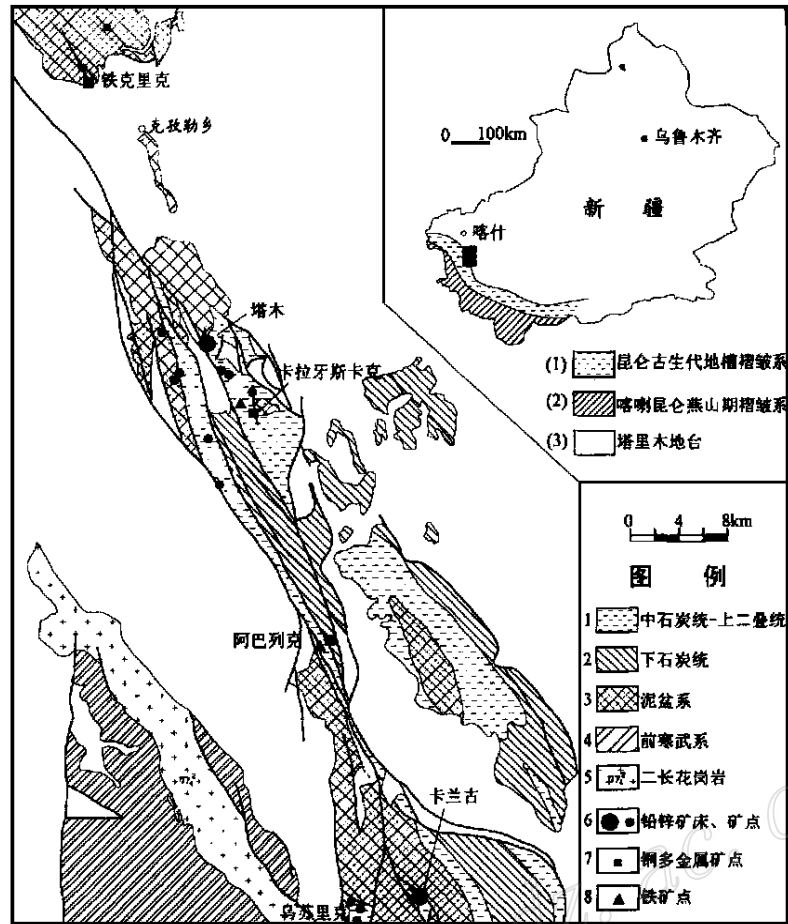 铁克里克
克孜勒乡
塔木
卡拉牙斯卡克
阿巴列克
卡兰古
乌苏里克
0 100km
乌鲁木齐
新 疆
喀什
(1) 昆仑古生代地槽褶皱系
(2) 喀喇昆仑燕山期褶皱系
(3) 塔里木地台
0 4 8km
图 例
1 中石炭统-上二叠统
2 下石炭统
3 泥盆系
4 前寒武系
5 二长花岗岩
6 铅锌矿床、矿点
7 铜多金属矿点
8 铁矿点